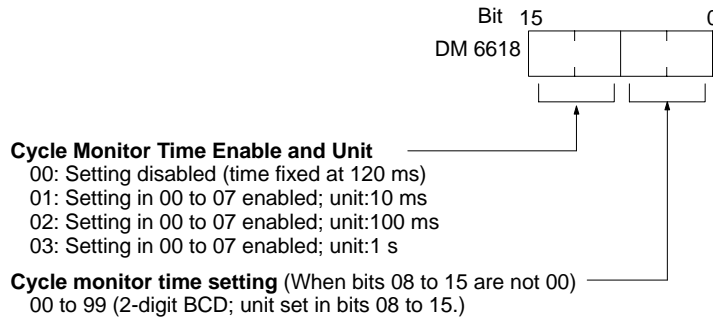 Bit 15 0
DM 6618
Cycle Monitor Time Enable and Unit
00: Setting disabled (time fixed at 120 ms)
01: Setting in 00 to 07 enabled; unit:10 ms
02: Setting in 00 to 07 enabled; unit:100 ms
03: Setting in 00 to 07 enabled; unit:1 s
Cycle monitor time setting (When bits 08 to 15 are not 00)
00 to 99 (2-digit BCD; unit set in bits 08 to 15.)